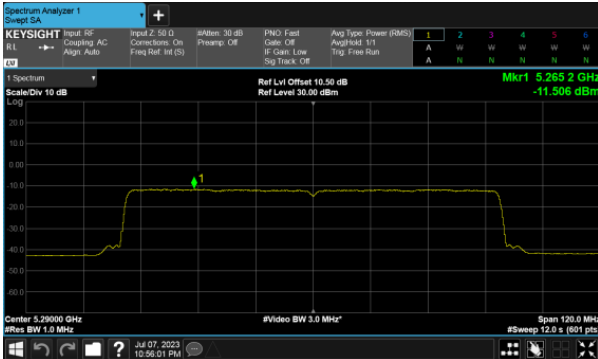 Spectrum Analyzer 1
Swept SA
KEYSIGHT
RL
Input: RF
Coupling: AC
Align: Auto
Input Z: 50 Ω
Corrections: On
Freq Ref: Int (S)
#Atten: 30 dB
Preamp: Off
PNO: Fast
Gate: Off
IF Gain: Low
Sig Track: Off
Avg Type: Power (RMS)
Avg|Hold: 1/1
Trig: Free Run
1 2 3 4 5 6
A W W W W W
A N N N N N
1 Spectrum
Scale/Div 10 dB
Ref Lvl Offset 10.50 dB
Ref Level 30.00 dBm
Mkr1 5.265 2 GHz
-11.506 dBm
Log
20.0
10.0
0.00
-10.0
1
-20.0
-30.0
-40.0
-50.0
-60.0
Center 5.29000 GHz
#Res BW 1.0 MHz
#Video BW 3.0 MHz*
Span 120.0 MHz
#Sweep 12.0 s (601 pts)
?
Jul 07, 2023
10:56:01 PM